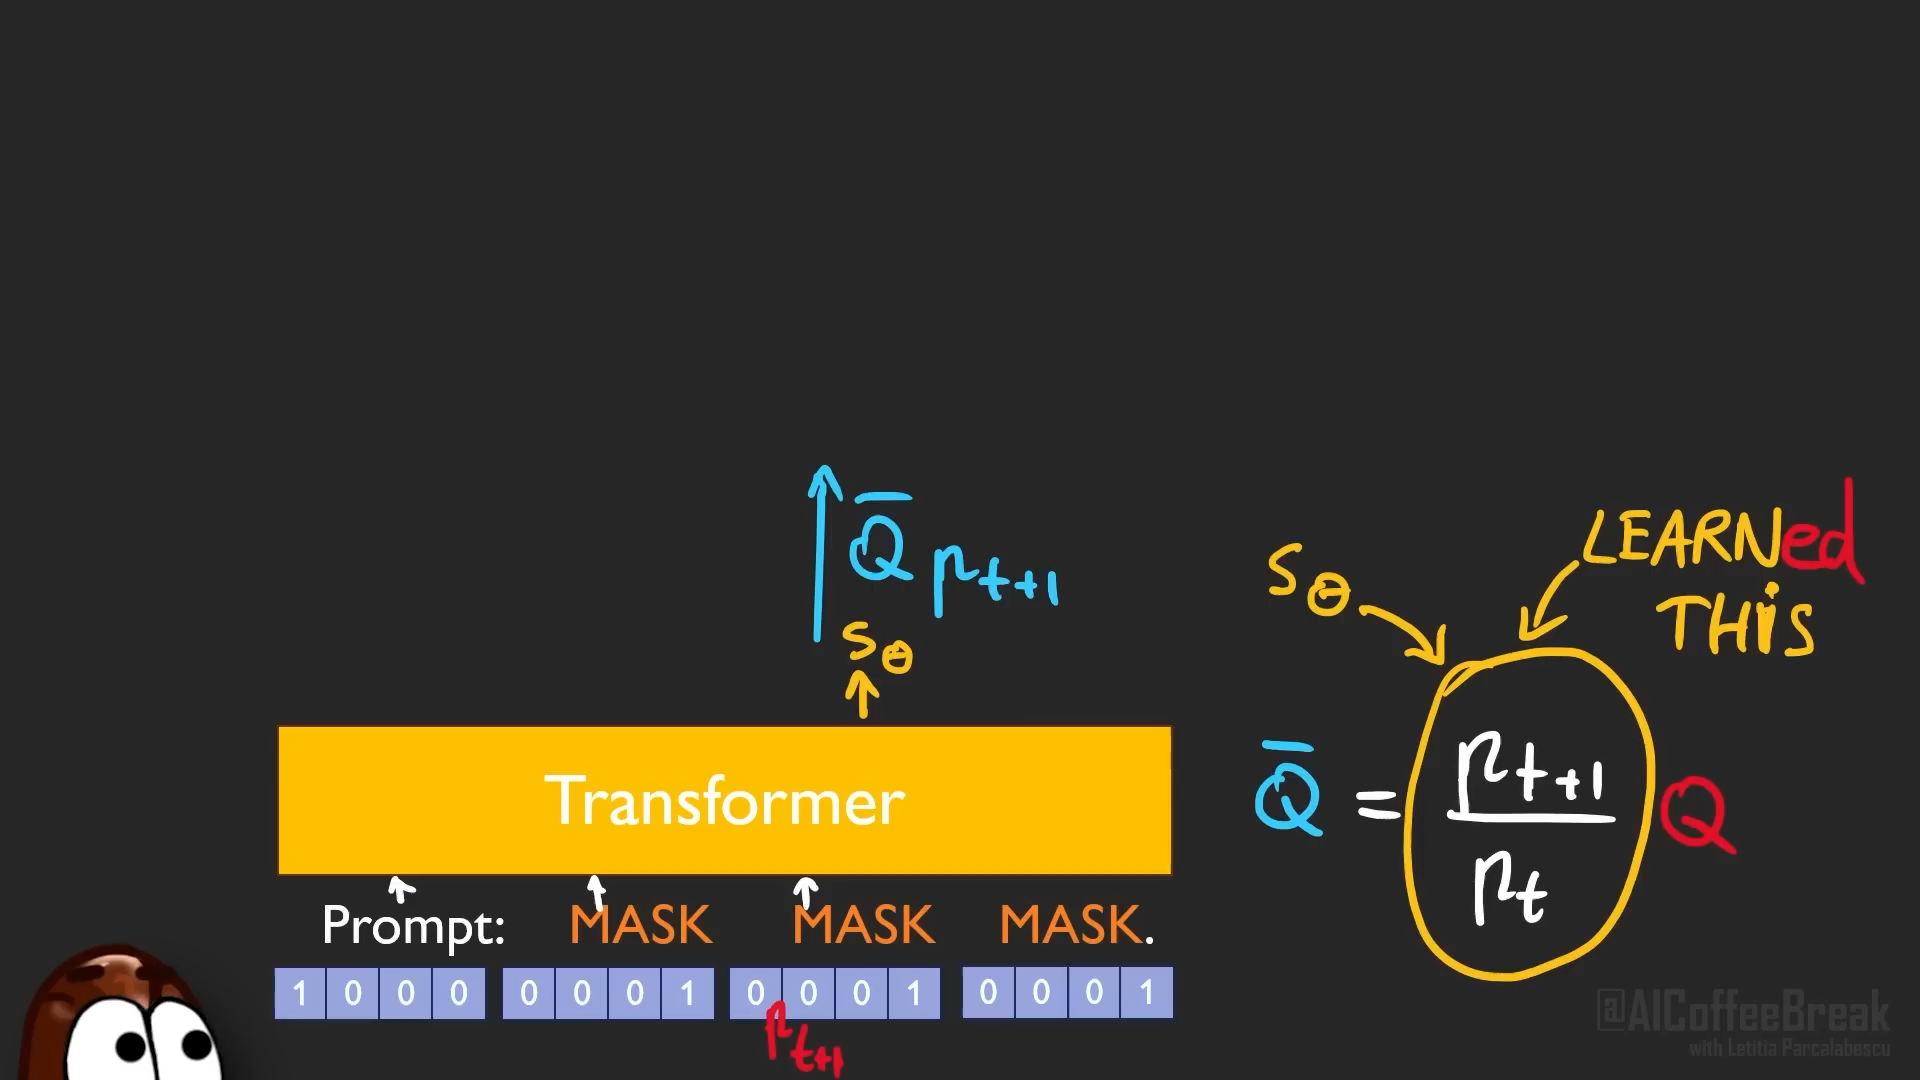 Q̄ p_{t+1}
s_θ
Transformer
Prompt: MASK MASK MASK.
1 0 0 0 0 0 0 1 0 0 0 1 0 0 0 1
p_{t+1}
LEARNed
THiS
s_θ
Q̄ = p_{t+1} / p_t Q
@AICoffeeBreak
with Letitia Parcalabescu